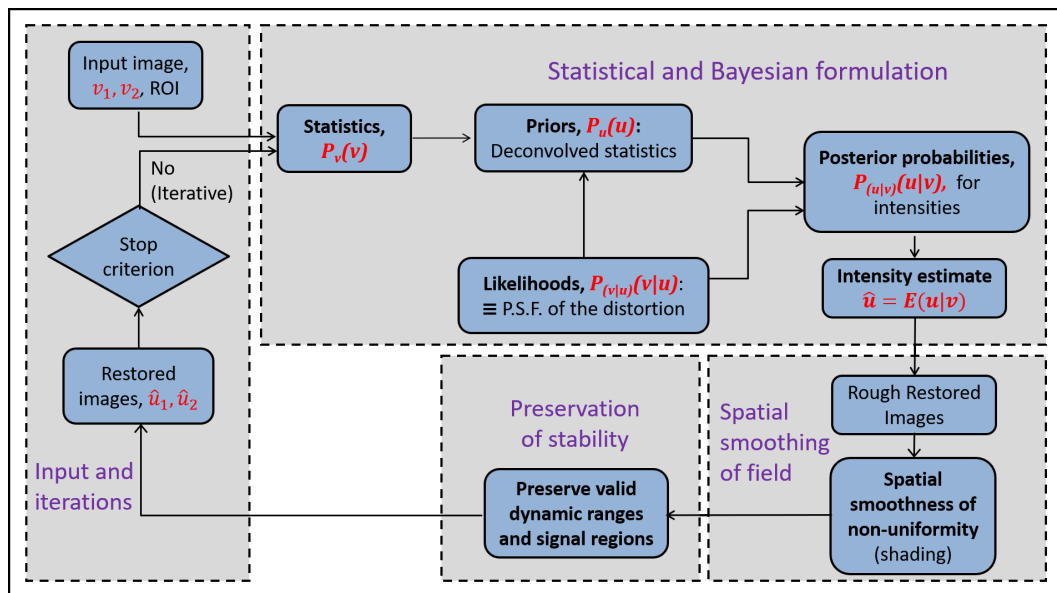 Input image,
v₁, v₂, ROI
No
(Iterative)
Stop
criterion
Restored
images, û₁, û₂
Input and
iterations
Statistical and Bayesian formulation
Statistics,
Pᵥ(v)
Priors, Pᵤ(u):
Deconvolved statistics
Likelihoods, P₍ᵥ|ᵤ₎(v|u):
≡ P.S.F. of the distortion
Posterior probabilities,
P₍ᵤ|ᵥ₎(u|v), for
intensities
Intensity estimate
û = E(u|v)
Preservation
of stability
Preserve valid
dynamic ranges
and signal regions
Spatial
smoothing
of field
Rough Restored
Images
Spatial
smoothness of
non-uniformity
(shading)